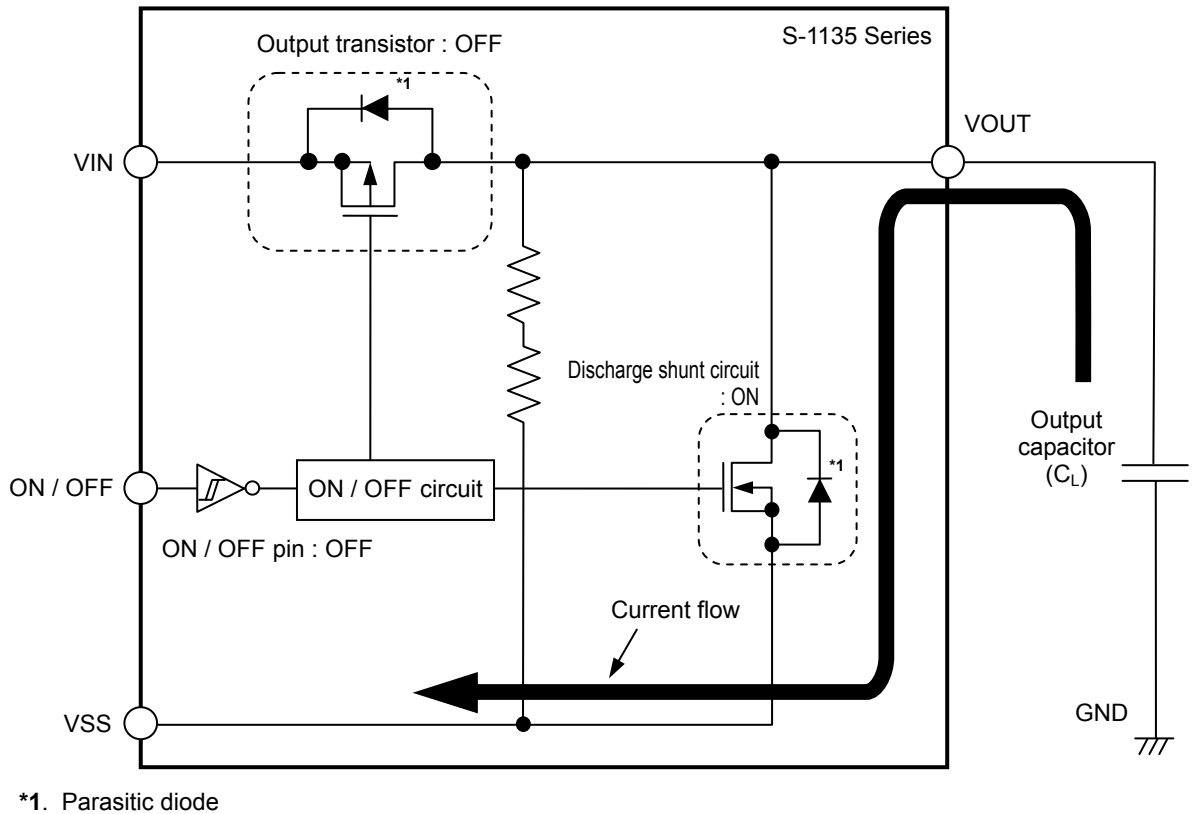 S-1135 Series
Output transistor : OFF
*1
VOUT
VIN
Discharge shunt circuit
: ON
*1
Output
capacitor
(CL)
ON / OFF
ON / OFF circuit
ON / OFF pin : OFF
Current flow
GND
VSS
*1. Parasitic diode